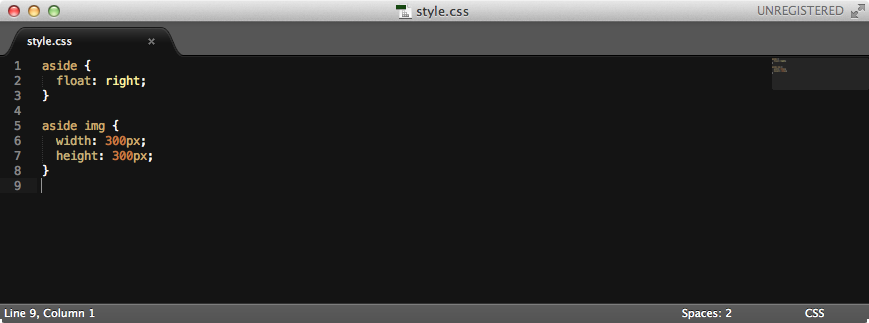 style.css
UNREGISTERED
style.css ×
1 aside {
2   float: right;
3 }
4
5 aside img {
6   width: 300px;
7   height: 300px;
8 }
9
Line 9, Column 1
Spaces: 2
CSS